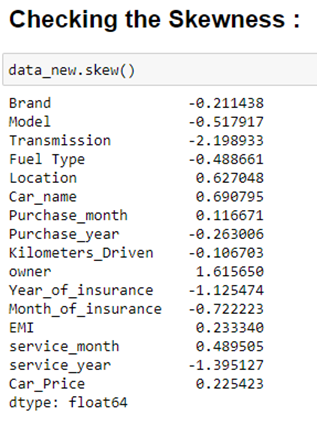 Checking the Skewness :
data_new.skew()
Brand -0.211438
Model -0.517917
Transmission -2.198933
Fuel Type -0.488661
Location 0.627048
Car_name 0.690795
Purchase_month 0.116671
Purchase_year -0.263006
Kilometers_Driven -0.106703
owner 1.615650
Year_of_insurance -1.125474
Month_of_insurance -0.722223
EMI 0.233340
service_month 0.489505
service_year -1.395127
Car_Price 0.225423
dtype: float64